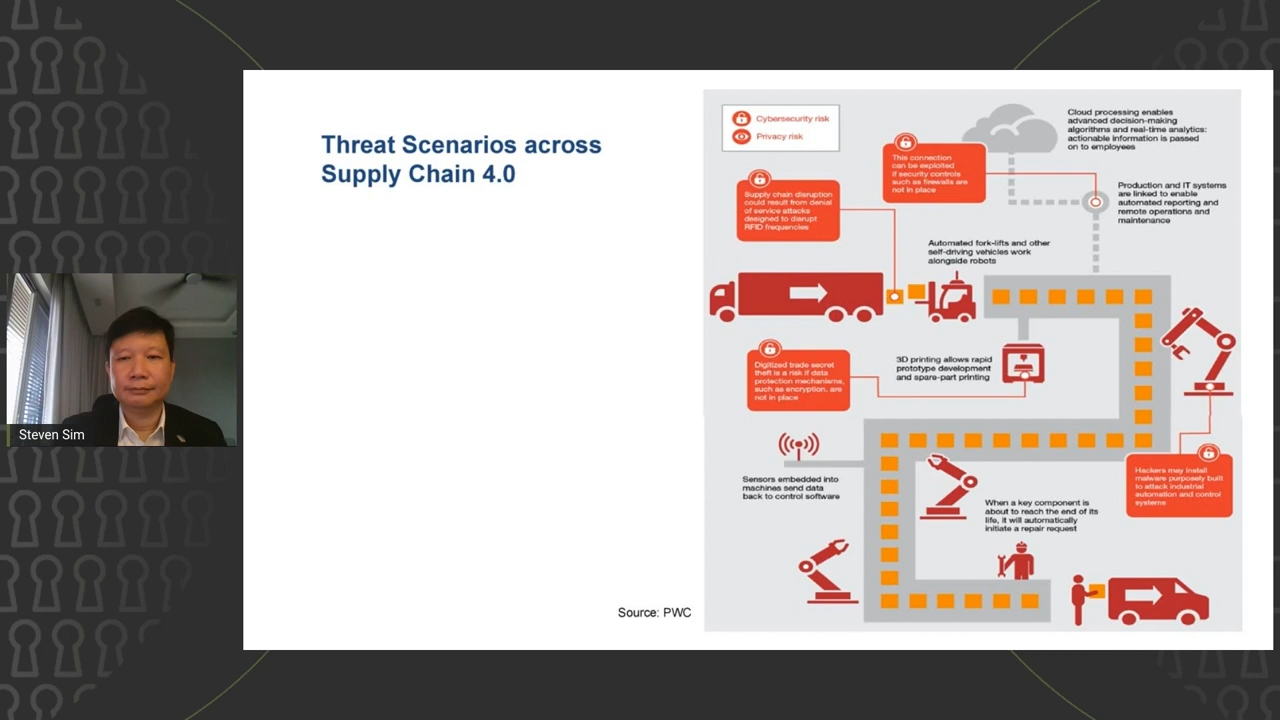 Threat Scenarios across
Supply Chain 4.0
Cybersecurity risk
Privacy risk
Cloud processing enables
advanced decision-making
algorithms and real-time analytics:
actionable information is passed
on to employees
This connection
can be exploited
if security controls
such as firewalls are
not in place
Supply chain disruption
could result from denial
of service attacks
designed to disrupt
RFID frequencies
Production and IT systems
are linked to enable
automated reporting and
remote operations and
maintenance
Automated fork-lifts and other
self-driving vehicles work
alongside robots
Digitized trade secret
theft is a risk if data
protection mechanisms,
such as encryption, are
not in place
3D printing allows rapid
prototype development
and spare-part printing
Steven Sim
Sensors embedded into
machines send data
back to control software
Hackers may install
malware purposely built
to attack industrial
automation and control
systems
When a key component is
about to reach the end of its
life, it will automatically
initiate a repair request
Source: PWC